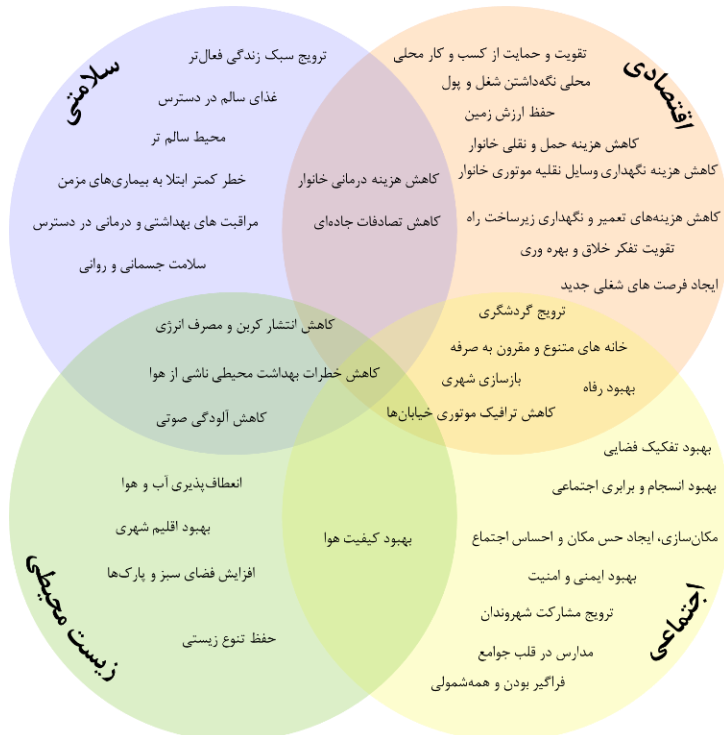 سلامتی
ترویج سبک زندگی فعال‌تر
غذای سالم در دسترس
محیط سالم تر
خطر کمتر ابتلا به بیماری‌های مزمن
مراقبت های بهداشتی و درمانی در دسترس
سلامت جسمانی و روانی
کاهش هزینه درمانی خانوار
کاهش تصادفات جاده‌ای
اقتصادی
تقویت و حمایت از کسب و کار محلی
محلی نگه‌داشتن شغل و پول
حفظ ارزش زمین
کاهش هزینه حمل و نقلی خانوار
کاهش هزینه نگهداری وسایل نقلیه موتوری خانوار
کاهش هزینه‌های تعمیر و نگهداری زیرساخت راه
تقویت تفکر خلاق و بهره وری
ایجاد فرصت های شغلی جدید
ترویج گردشگری
خانه های متنوع و مقرون به صرفه
بازسازی شهری
بهبود رفاه
کاهش ترافیک موتوری خیابان‌ها
کاهش انتشار کربن و مصرف انرژی
کاهش خطرات بهداشت محیطی ناشی از هوا
کاهش آلودگی صوتی
انعطاف‌پذیری آب و هوا
بهبود اقلیم شهری
افزایش فضای سبز و پارک‌ها
حفظ تنوع زیستی
زیست محیطی
بهبود کیفیت هوا
بهبود تفکیک فضایی
بهبود انسجام و برابری اجتماعی
مکان‌سازی، ایجاد حس مکان و احساس اجتماع
بهبود ایمنی و امنیت
ترویج مشارکت شهروندان
مدارس در قلب جوامع
فراگیر بودن و همه‌شمولی
اجتماعی